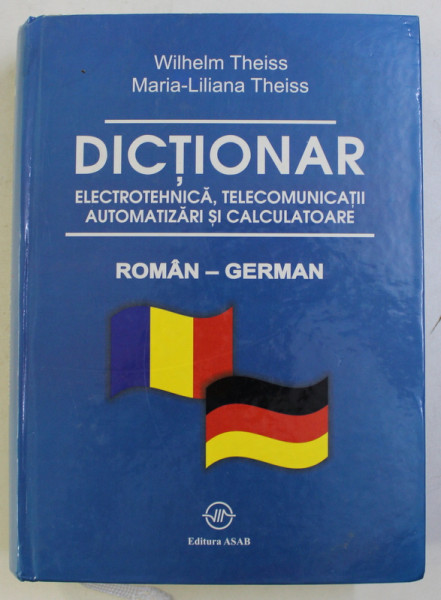 Wilhelm Theiss
Maria-Liliana Theiss
DICȚIONAR
ELECTROTEHNICĂ, TELECOMUNICAȚII
AUTOMATIZĂRI ȘI CALCULATOARE
ROMÂN – GERMAN
Editura ASAB